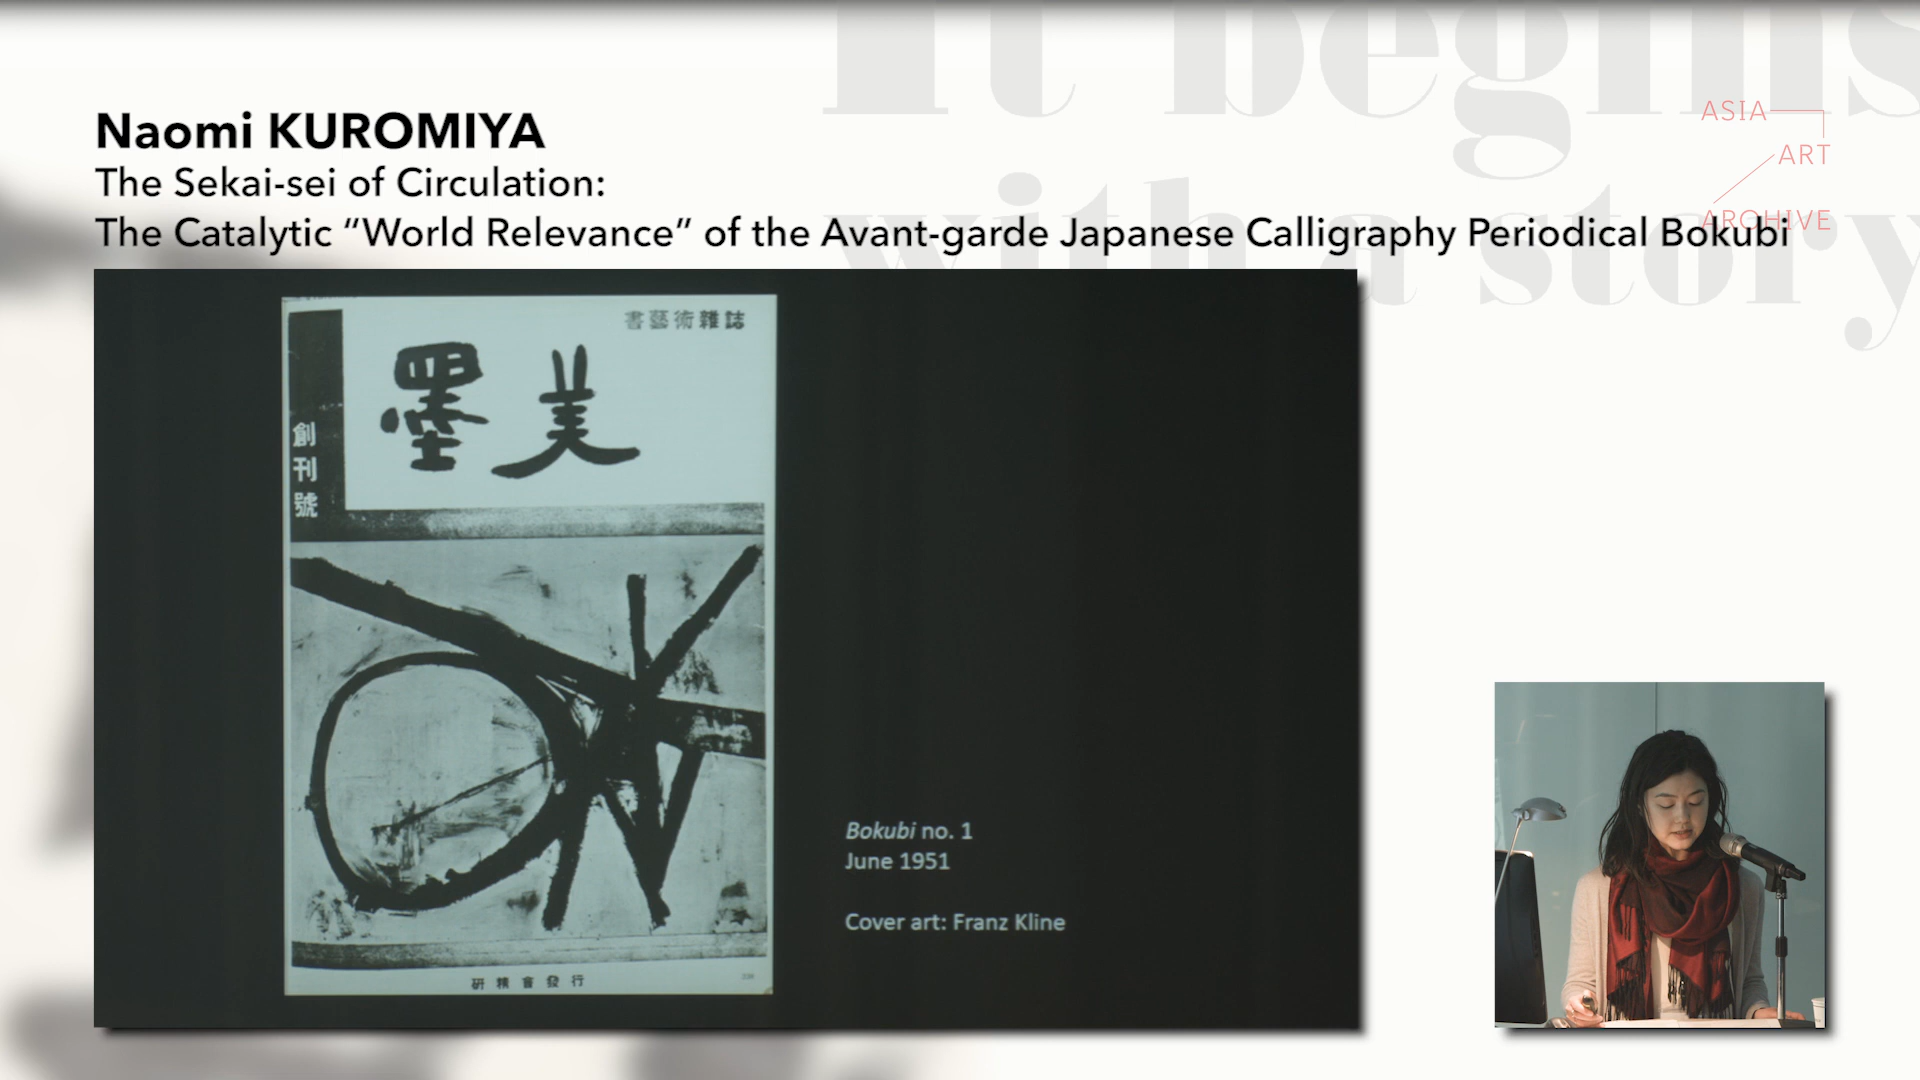 It begins
with a story
ASIA
ART
ARCHIVE
Naomi KUROMIYA
The Sekai-sei of Circulation:
The Catalytic “World Relevance” of the Avant-garde Japanese Calligraphy Periodical Bokubi
書藝術雜誌
墨美
創刊號
研精會發行
Bokubi no. 1
June 1951
Cover art: Franz Kline